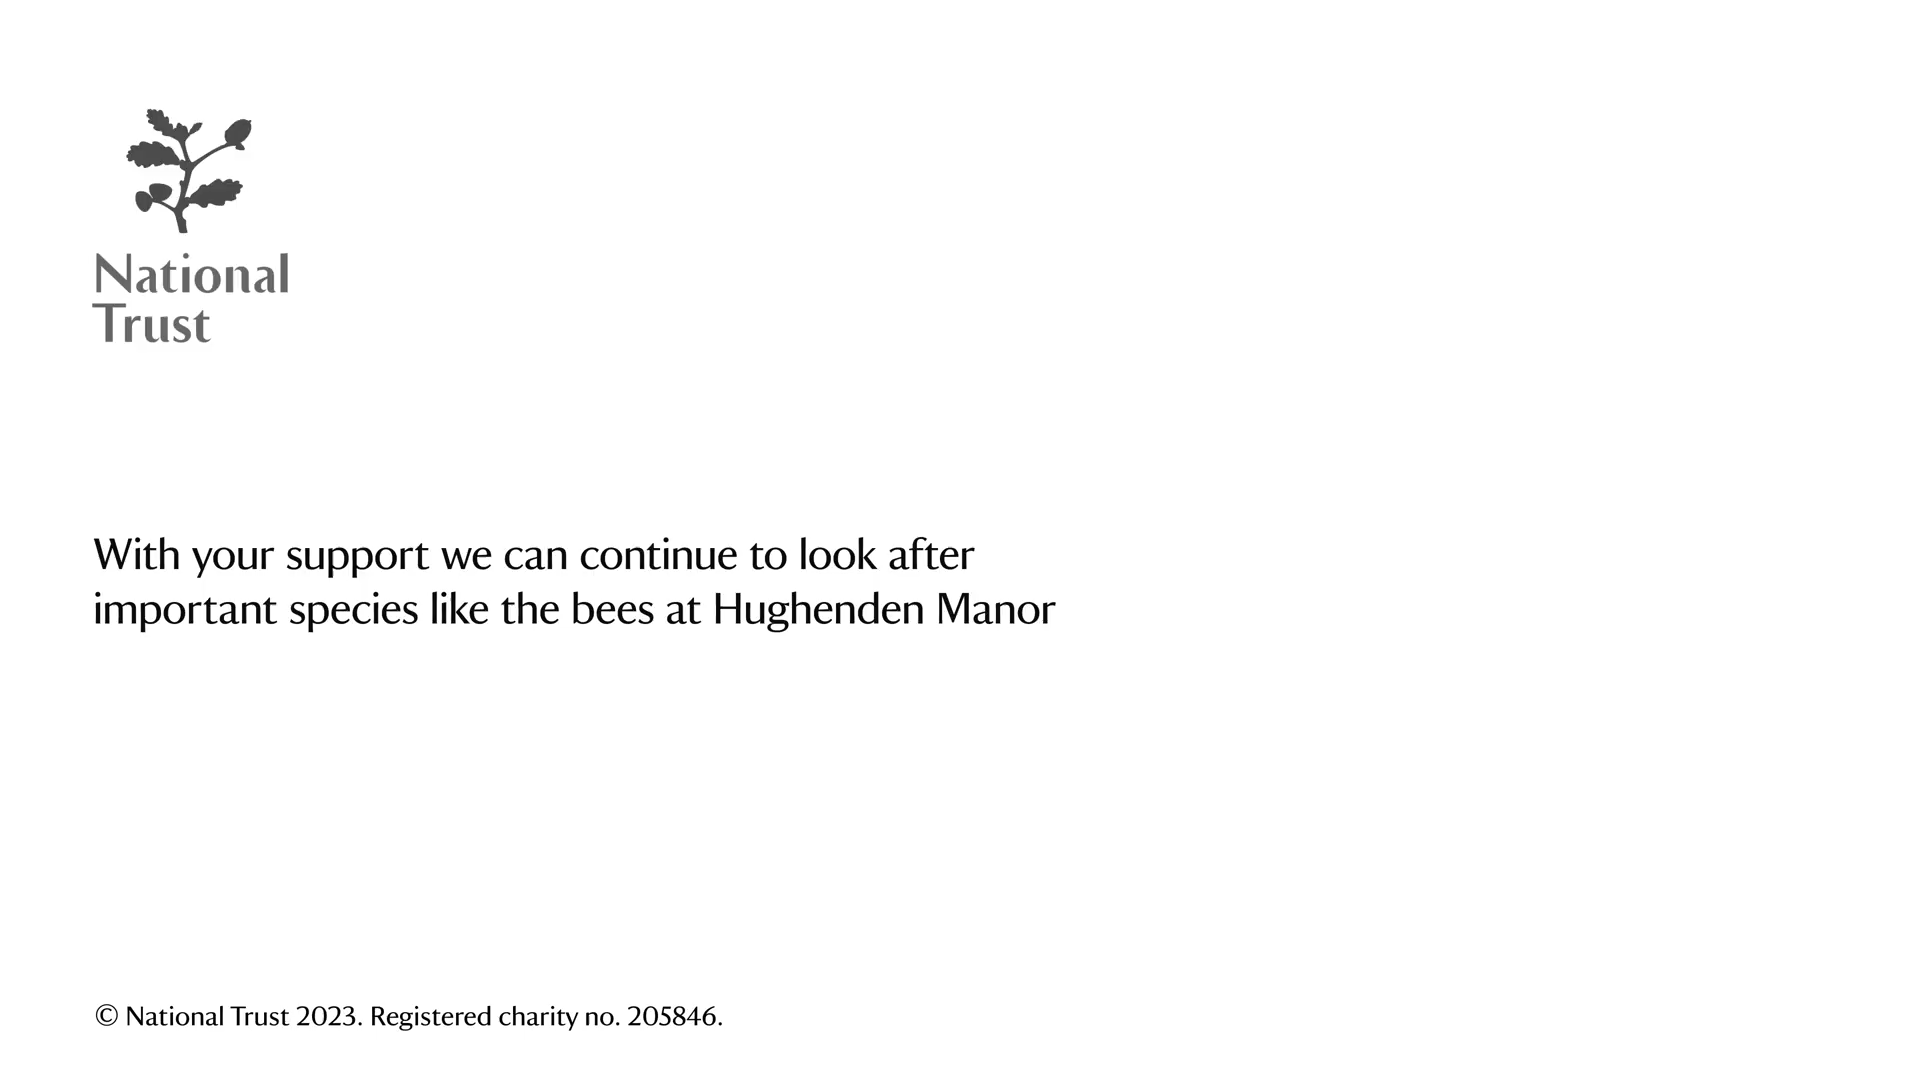 National
Trust
With your support we can continue to look after
important species like the bees at Hughenden Manor
© National Trust 2023. Registered charity no. 205846.